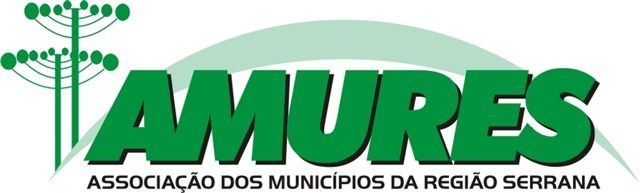 AMURES
ASSOCIAÇÃO DOS MUNICÍPIOS DA REGIÃO SERRANA